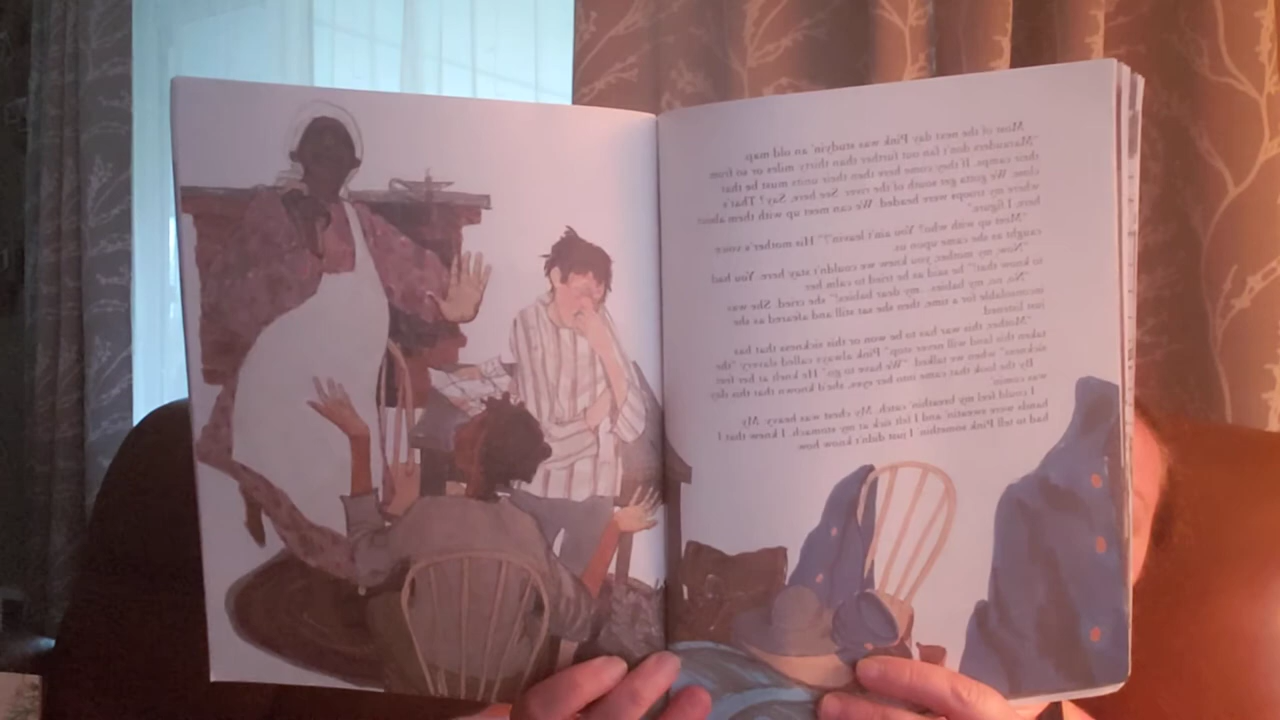 Most of the next day Pink was studyin' an old map.
"Marauders don't fan out further than thirty miles or so from
their camps. If they come here then their units must be that
close. We gotta get south of the river. See here, Say? That's
where my troops were headed. We can meet up with them about
here, I figure."
"Meet up with who? You ain't leavin'?" His mother's voice
caught as she came upon us.
"Now, my mother, you knew we couldn't stay here. You had
to know that!" he said as he tried to calm her.
"No, no, my babies...my dear babies!" she cried. She was
inconsolable for a time, then she sat still and afeared as she
just listened.
"Mother, this war has to be won or this sickness that has
taken this land will never stop." Pink always called slavery "the
sickness" when we talked. "We have to go." He knelt at her feet.
By the look that came into her eyes, she'd known that this day
was comin'.
I could feel my breathin' catch. My chest was heavy. My
hands were sweatin' and I felt sick at my stomach. I knew that I
had to tell Pink somethin'. I just didn't know how.